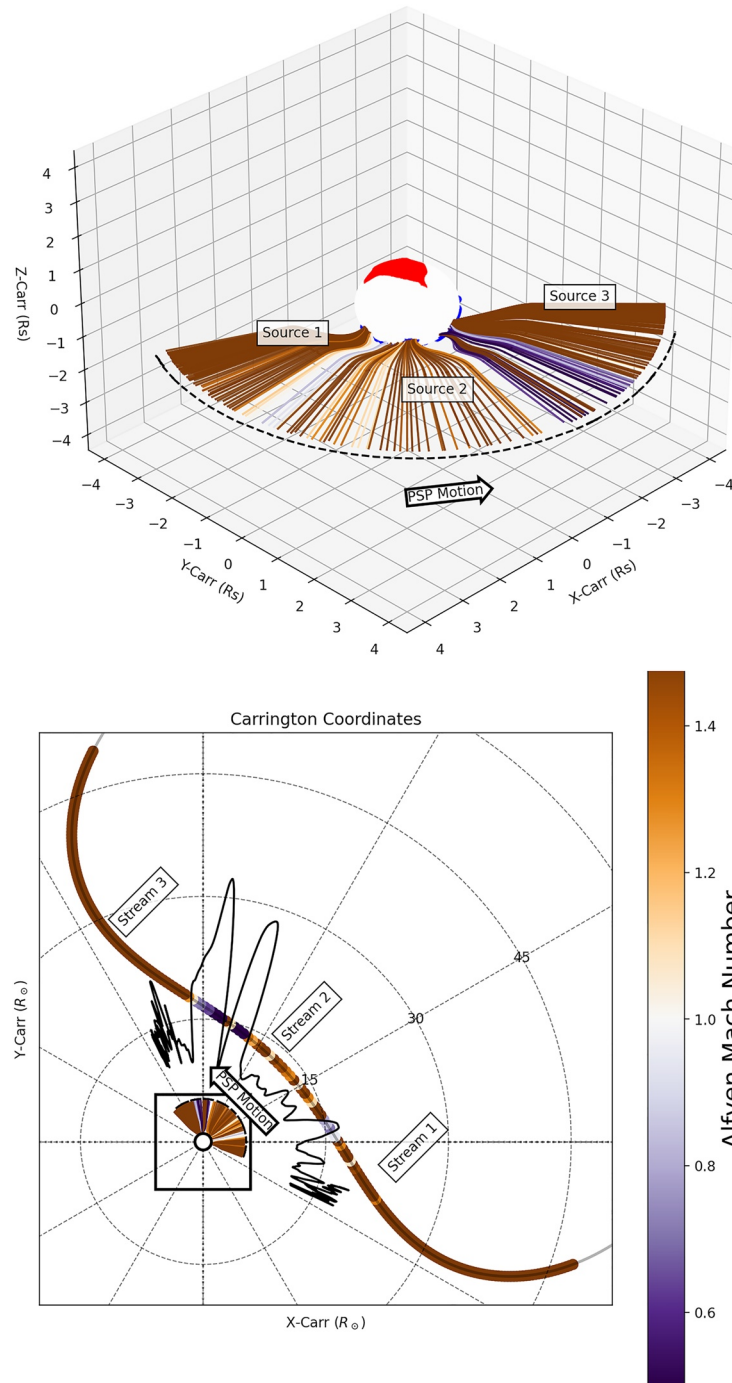 4
3
2
1
0
−1
−2
−3
−4
Z-Carr (Rs)
Source 1
Source 2
Source 3
PSP Motion
−4
−3
−2
−1
0
1
2
3
4
Y-Carr (Rs)
−4
−3
−2
−1
0
1
2
3
4
X-Carr (Rs)
Carrington Coordinates
Stream 3
Stream 2
Stream 1
45
30
15
PSP Motion
Y-Carr (R☉)
X-Carr (R☉)
1.4
1.2
1.0
0.8
0.6
Alfven Mach Number